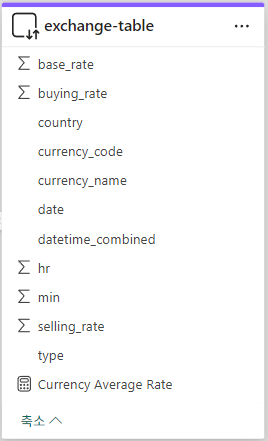 exchange-table
base_rate
buying_rate
country
currency_code
currency_name
date
datetime_combined
hr
min
selling_rate
type
Currency Average Rate
축소